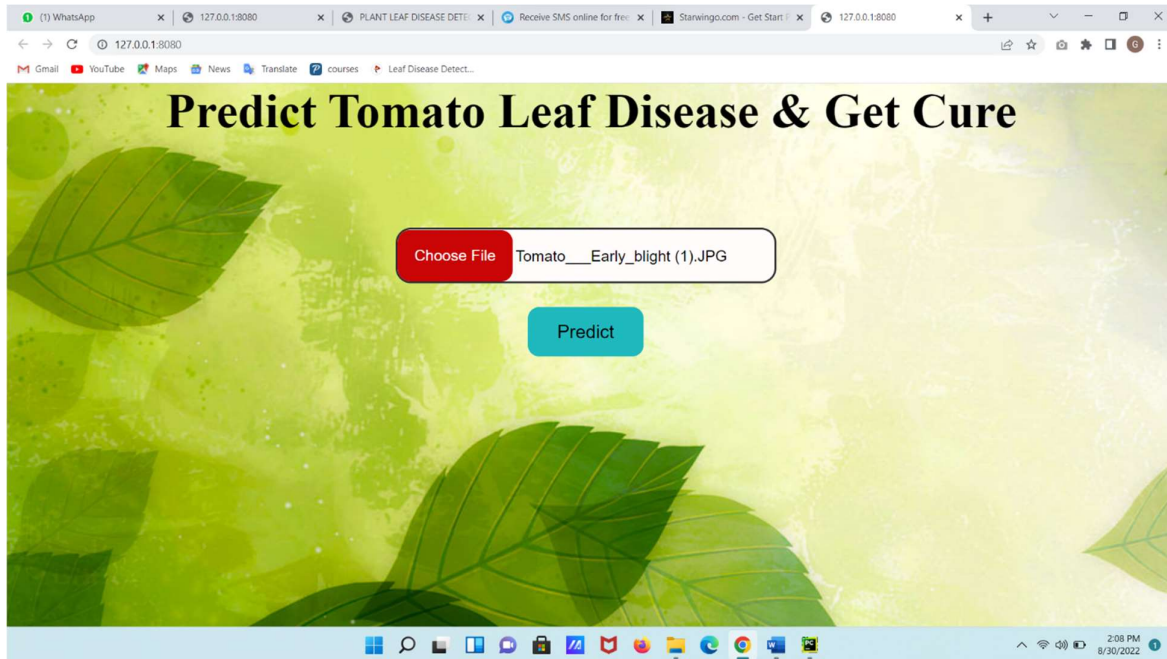 (1) WhatsApp
127.0.0.1:8080
PLANT LEAF DISEASE DETE
Receive SMS online for free
Starwingo.com - Get Start
127.0.0.1:8080
127.0.0.1:8080
G
Gmail
YouTube
Maps
News
Translate
courses
Leaf Disease Detect...
Predict Tomato Leaf Disease & Get Cure
Choose File
Tomato___Early_blight (1).JPG
Predict
2:08 PM
8/30/2022
1